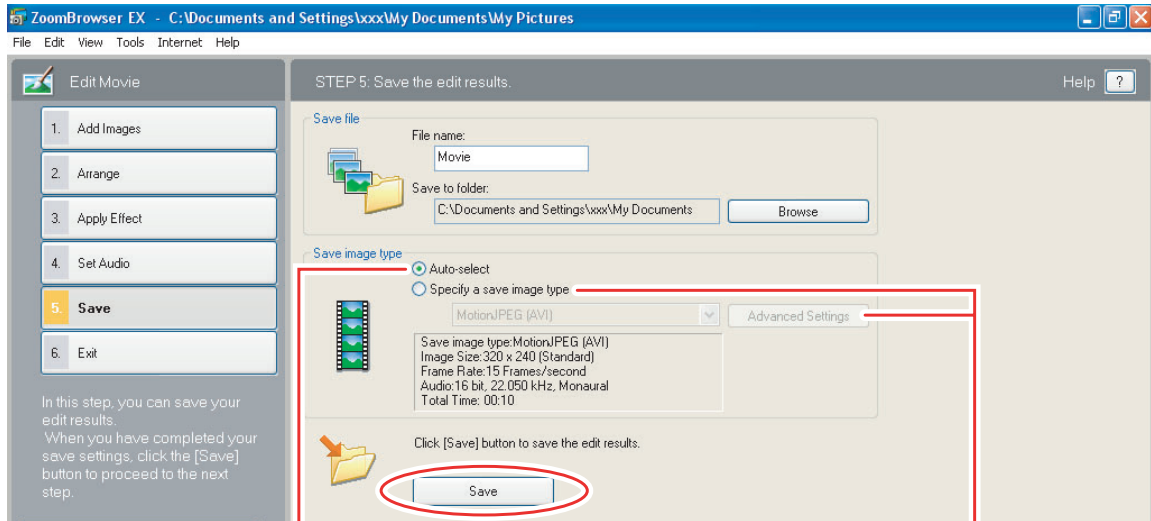 ZoomBrowser EX - C:\Documents and Settings\xxx\My Documents\My Pictures
File Edit View Tools Internet Help
Edit Movie
1. Add Images
2. Arrange
3. Apply Effect
4. Set Audio
5. Save
6. Exit
In this step, you can save your
edit results.
When you have completed your
save settings, click the [Save]
button to proceed to the next
step.
STEP 5: Save the edit results.
Help ?
Save file
File name:
Movie
Save to folder:
C:\Documents and Settings\xxx\My Documents
Browse
Save image type
Auto-select
Specify a save image type
MotionJPEG (AVI)
Advanced Settings
Save image type:MotionJPEG (AVI)
Image Size:320 x 240 (Standard)
Frame Rate:15 Frames/second
Audio:16 bit, 22.050 kHz, Monaural
Total Time: 00:10
Click [Save] button to save the edit results.
Save